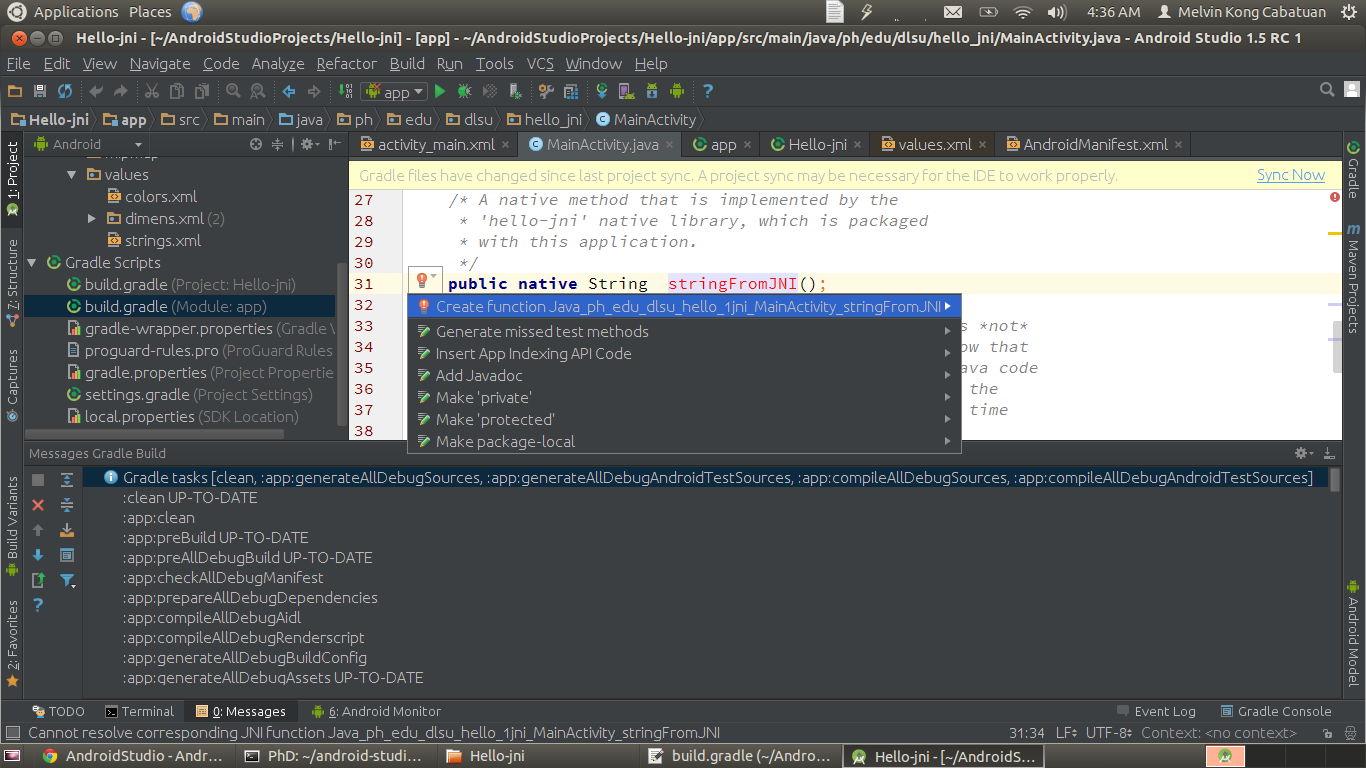 Applications Places 4:36 AM Melvin Kong Cabatuan
Hello-jni - [~/AndroidStudioProjects/Hello-jni] - [app] - ~/AndroidStudioProjects/Hello-jni/app/src/main/java/ph/edu/dlsu/hello_jni/MainActivity.java - Android Studio 1.5 RC 1
File Edit View Navigate Code Analyze Refactor Build Run Tools VCS Window Help
app
Hello-jni app src main java ph edu dlsu hello_jni MainActivity
Android activity_main.xml MainActivity.java app Hello-jni values.xml AndroidManifest.xml
1: Project
Z: Structure
Captures
Build Variants
2: Favorites
values
colors.xml
dimens.xml (2)
strings.xml
Gradle Scripts
build.gradle (Project: Hello-jni)
build.gradle (Module: app)
gradle-wrapper.properties (Gradle V
proguard-rules.pro (ProGuard Rules
gradle.properties (Project Propertie
settings.gradle (Project Settings)
local.properties (SDK Location)
Gradle files have changed since last project sync. A project sync may be necessary for the IDE to work properly. Sync Now
27 /* A native method that is implemented by the
28 * 'hello-jni' native library, which is packaged
29 * with this application.
30 */
31 public native String stringFromJNI();
32
33 s *not*
34 ow that
35 ava code
36 the
37 time
38
Create function Java_ph_edu_dlsu_hello_1jni_MainActivity_stringFromJNI
Generate missed test methods
Insert App Indexing API Code
Add Javadoc
Make 'private'
Make 'protected'
Make package-local
Gradle
m Maven Projects
Android Model
Messages Gradle Build
Gradle tasks [clean, :app:generateAllDebugSources, :app:generateAllDebugAndroidTestSources, :app:compileAllDebugSources, :app:compileAllDebugAndroidTestSources]
:clean UP-TO-DATE
:app:clean
:app:preBuild UP-TO-DATE
:app:preAllDebugBuild UP-TO-DATE
:app:checkAllDebugManifest
:app:prepareAllDebugDependencies
:app:compileAllDebugAidl
:app:compileAllDebugRenderscript
:app:generateAllDebugBuildConfig
:app:generateAllDebugAssets UP-TO-DATE
TODO Terminal 0: Messages 6: Android Monitor Event Log Gradle Console
Cannot resolve corresponding JNI function Java_ph_edu_dlsu_hello_1jni_MainActivity_stringFromJNI 31:34 LF UTF-8 Context: <no context>
AndroidStudio - Andr... PhD: ~/android-studi... Hello-jni build.gradle (~/Andro... Hello-jni - [~/AndroidS...